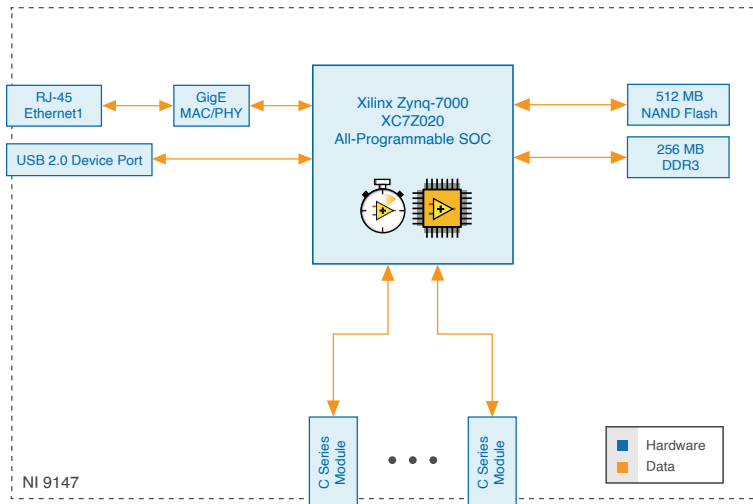 RJ-45
Ethernet1
GigE
MAC/PHY
Xilinx Zynq-7000
XC7Z020
All-Programmable SOC
512 MB
NAND Flash
USB 2.0 Device Port
256 MB
DDR3
C Series
Module
C Series
Module
Hardware
Data
NI 9147